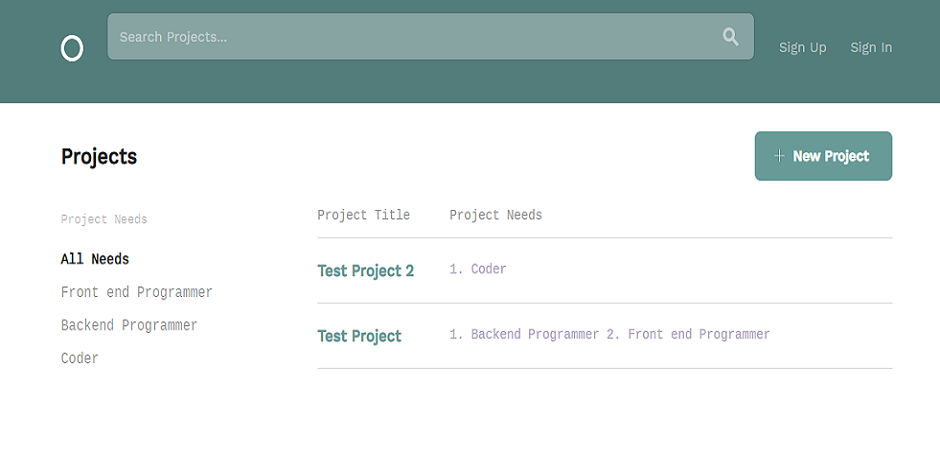 O
Search Projects...
Sign Up Sign In
Projects
+ New Project
Project Needs
All Needs
Front end Programmer
Backend Programmer
Coder
Project Title Project Needs
Test Project 2 1. Coder
Test Project 1. Backend Programmer 2. Front end Programmer